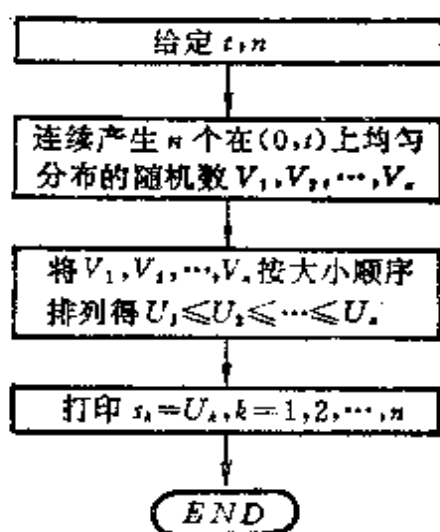 给定 t,n
连续产生 n 个在(0,t)上均匀
分布的随机数 V₁,V₂,…,Vₙ
将 V₁,V₂,…,Vₙ按大小顺序
排列得 U₁≤U₂≤…≤Uₙ
打印 sₖ=Uₖ,k=1,2,…,n
END